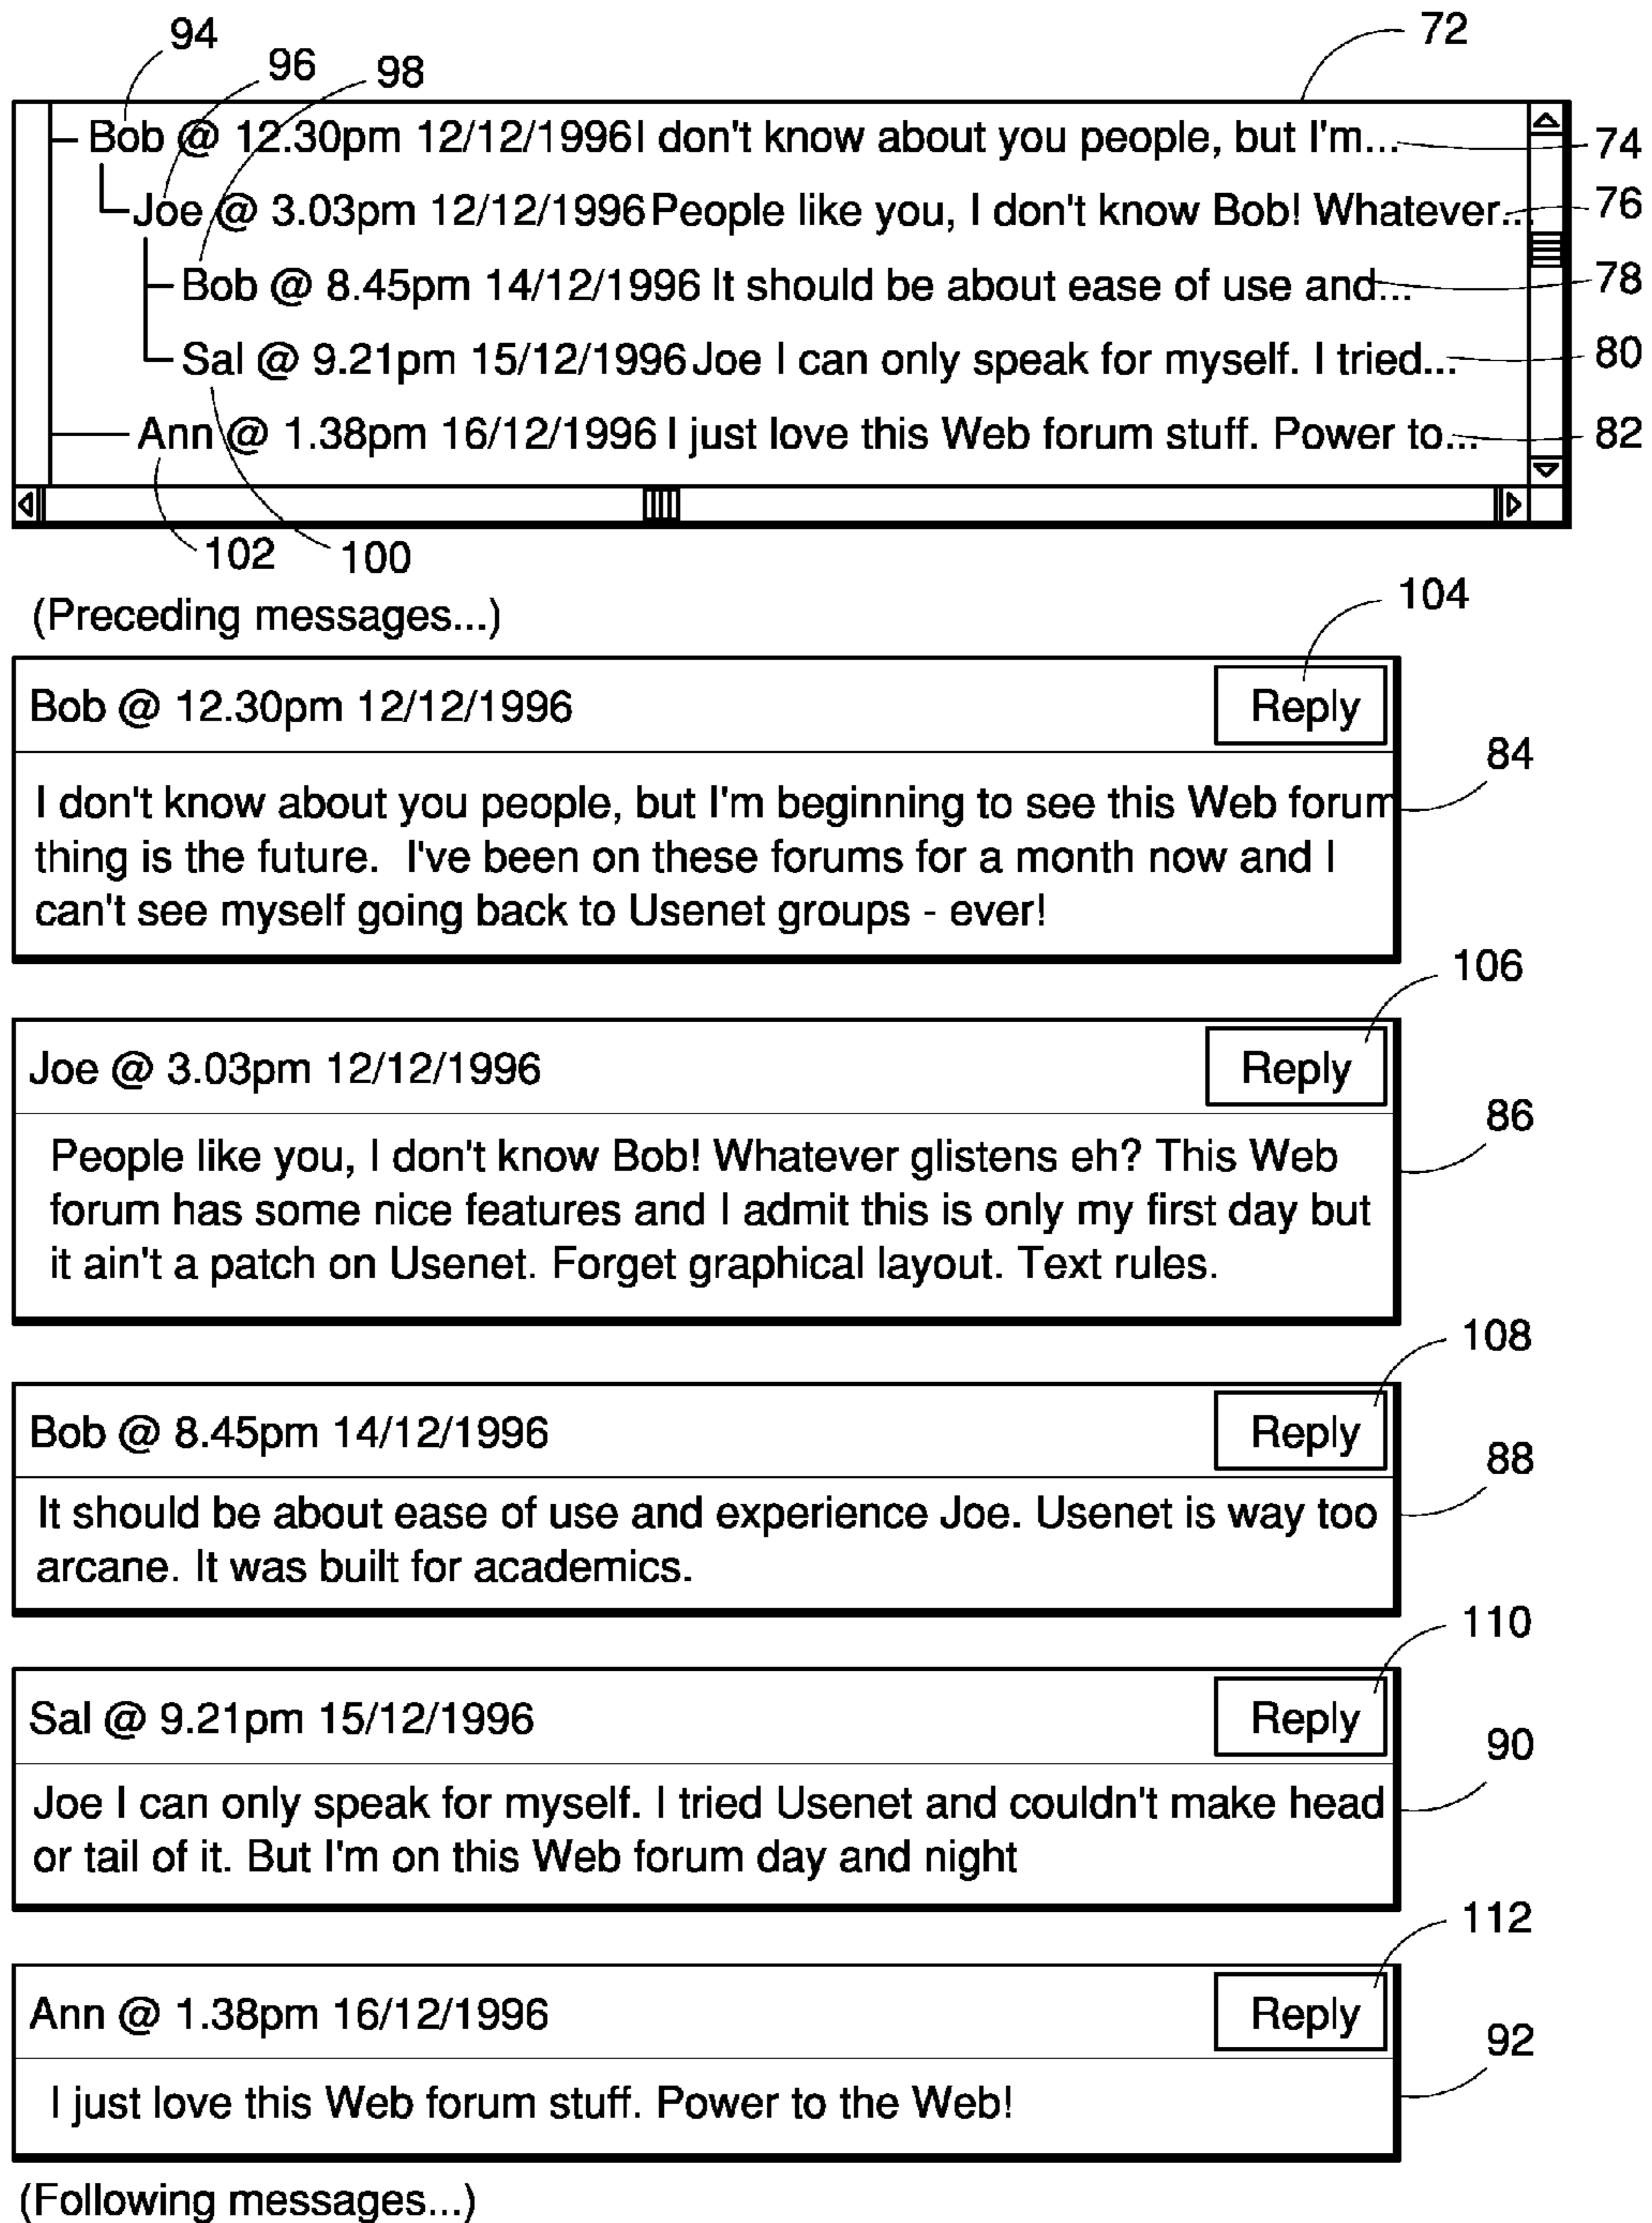 94
72
96
98
Bob @ 12.30pm 12/12/1996I don't know about you people, but I'm...
74
Joe @ 3.03pm 12/12/1996People like you, I don't know Bob! Whatever...
76
Bob @ 8.45pm 14/12/1996 It should be about ease of use and...
78
Sal @ 9.21pm 15/12/1996Joe I can only speak for myself. I tried...
80
Ann @ 1.38pm 16/12/1996 I just love this Web forum stuff. Power to...
82
102
100
(Preceding messages...)
104
Bob @ 12.30pm 12/12/1996
Reply
84
I don't know about you people, but I'm beginning to see this Web forum
thing is the future.  I've been on these forums for a month now and I
can't see myself going back to Usenet groups - ever!
106
Joe @ 3.03pm 12/12/1996
Reply
86
People like you, I don't know Bob! Whatever glistens eh? This Web
forum has some nice features and I admit this is only my first day but
it ain't a patch on Usenet. Forget graphical layout. Text rules.
108
Bob @ 8.45pm 14/12/1996
Reply
88
It should be about ease of use and experience Joe. Usenet is way too
arcane. It was built for academics.
110
Sal @ 9.21pm 15/12/1996
Reply
90
Joe I can only speak for myself. I tried Usenet and couldn't make head
or tail of it. But I'm on this Web forum day and night
112
Ann @ 1.38pm 16/12/1996
Reply
92
I just love this Web forum stuff. Power to the Web!
(Following messages...)